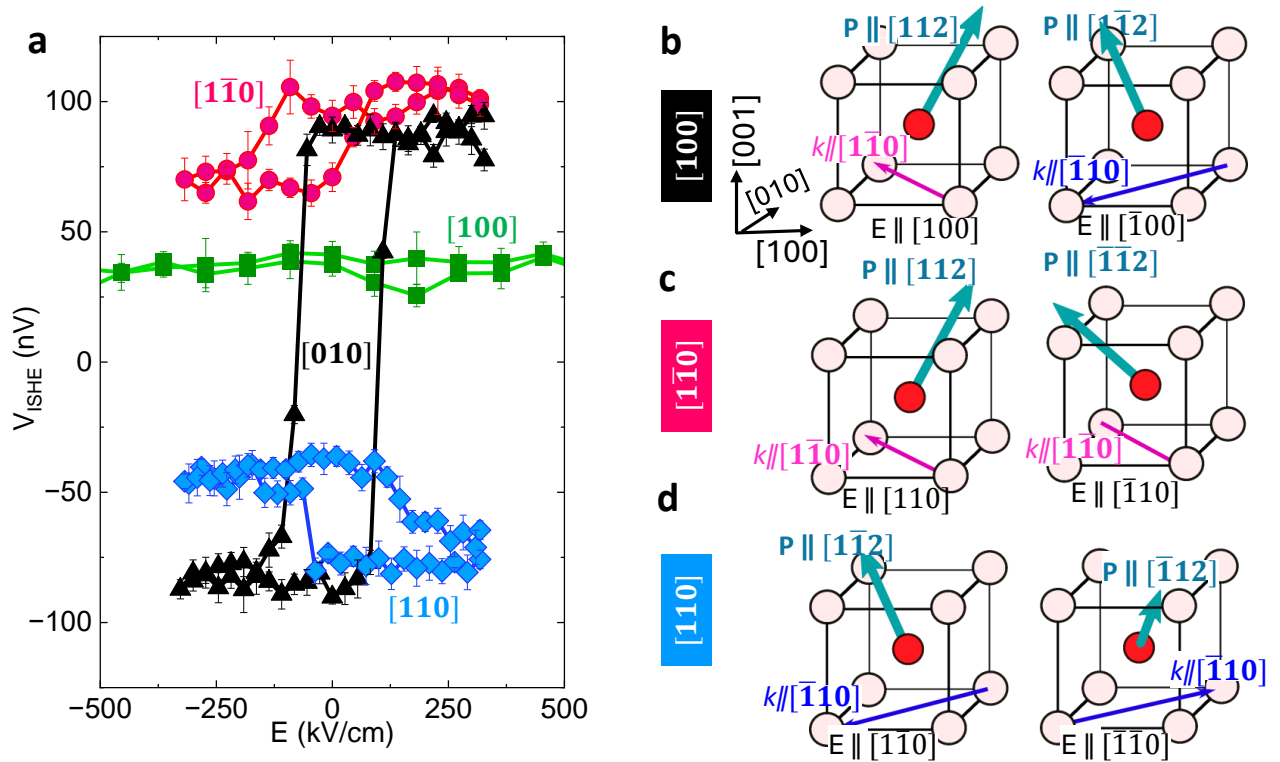 a
b
c
d
125
100
50
0
−50
−100
−500
−250
0
250
500
V_ISHE (nV)
E (kV/cm)
[11̄0]
[100]
[010]
[110]
[100]
P ∥ [112]
P ∥ [11̄2]
[001]
[010]
[100]
k∥[11̄0]
k∥[1̄10]
E ∥ [100]
E ∥ [1̄00]
[11̄0]
P ∥ [112]
P ∥ [1̄1̄2]
k∥[11̄0]
k∥[11̄0]
E ∥ [110]
E ∥ [1̄10]
[110]
P ∥ [11̄2]
P ∥ [1̄12]
k∥[1̄10]
k∥[1̄10]
E ∥ [1̄1̄0]
E ∥ [1̄1̄0]